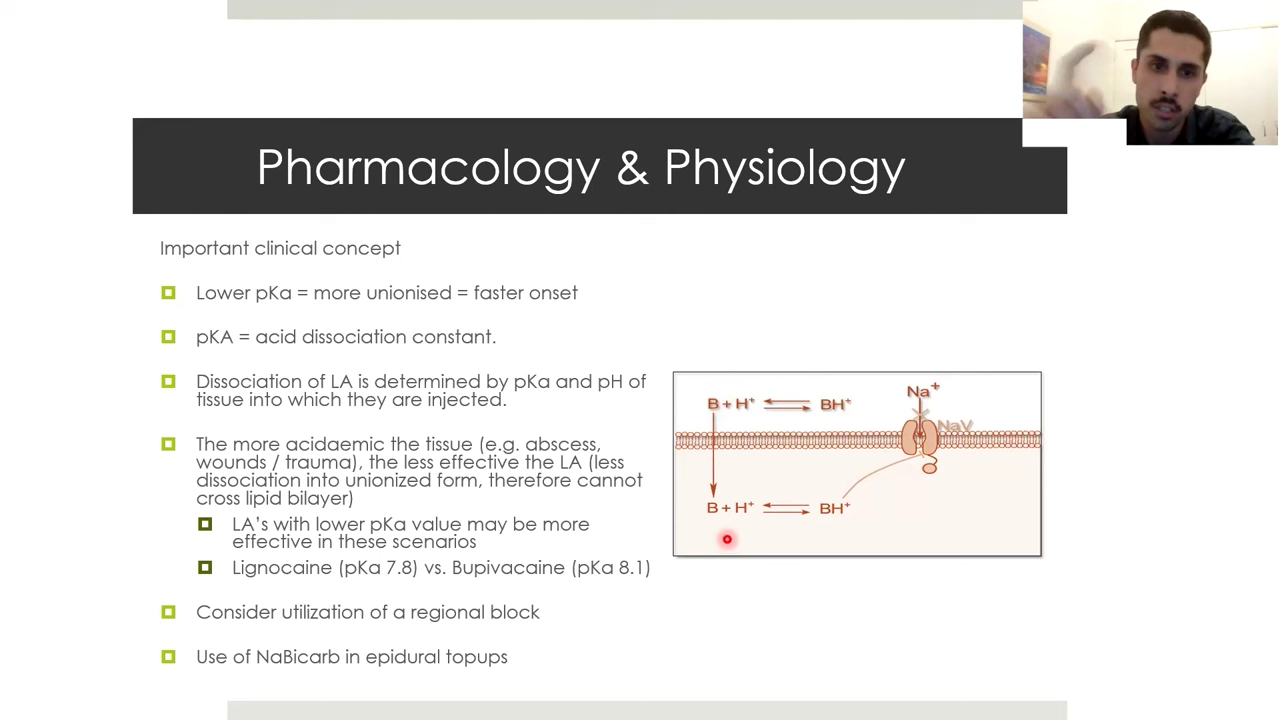 Pharmacology & Physiology
Important clinical concept
Lower pKa = more unionised = faster onset
pKA = acid dissociation constant.
Dissociation of LA is determined by pKa and pH of
tissue into which they are injected.
The more acidaemic the tissue (e.g. abscess,
wounds / trauma), the less effective the LA (less
dissociation into unionized form, therefore cannot
cross lipid bilayer)
LA's with lower pKa value may be more
effective in these scenarios
Lignocaine (pKa 7.8) vs. Bupivacaine (pKa 8.1)
Consider utilization of a regional block
Use of NaBicarb in epidural topups
Na+
B + H+ BH+
NaV
B + H+ BH+